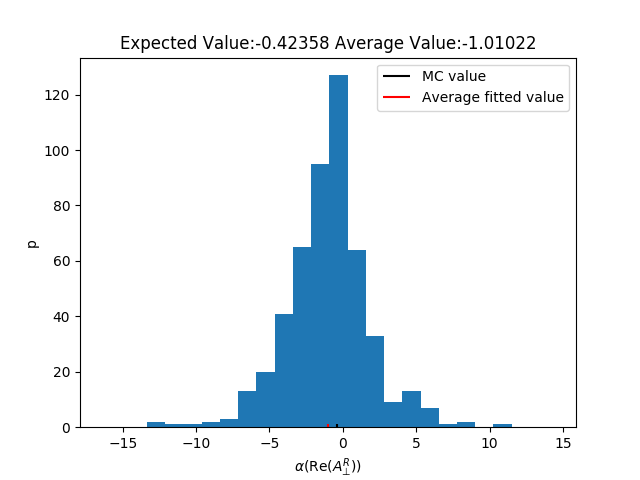 Expected Value:-0.42358 Average Value:-1.01022
MC value
Average fitted value
120
100
80
60
40
20
0
p
−15 −10 −5 0 5 10 15
α(Re(A_⊥^R))